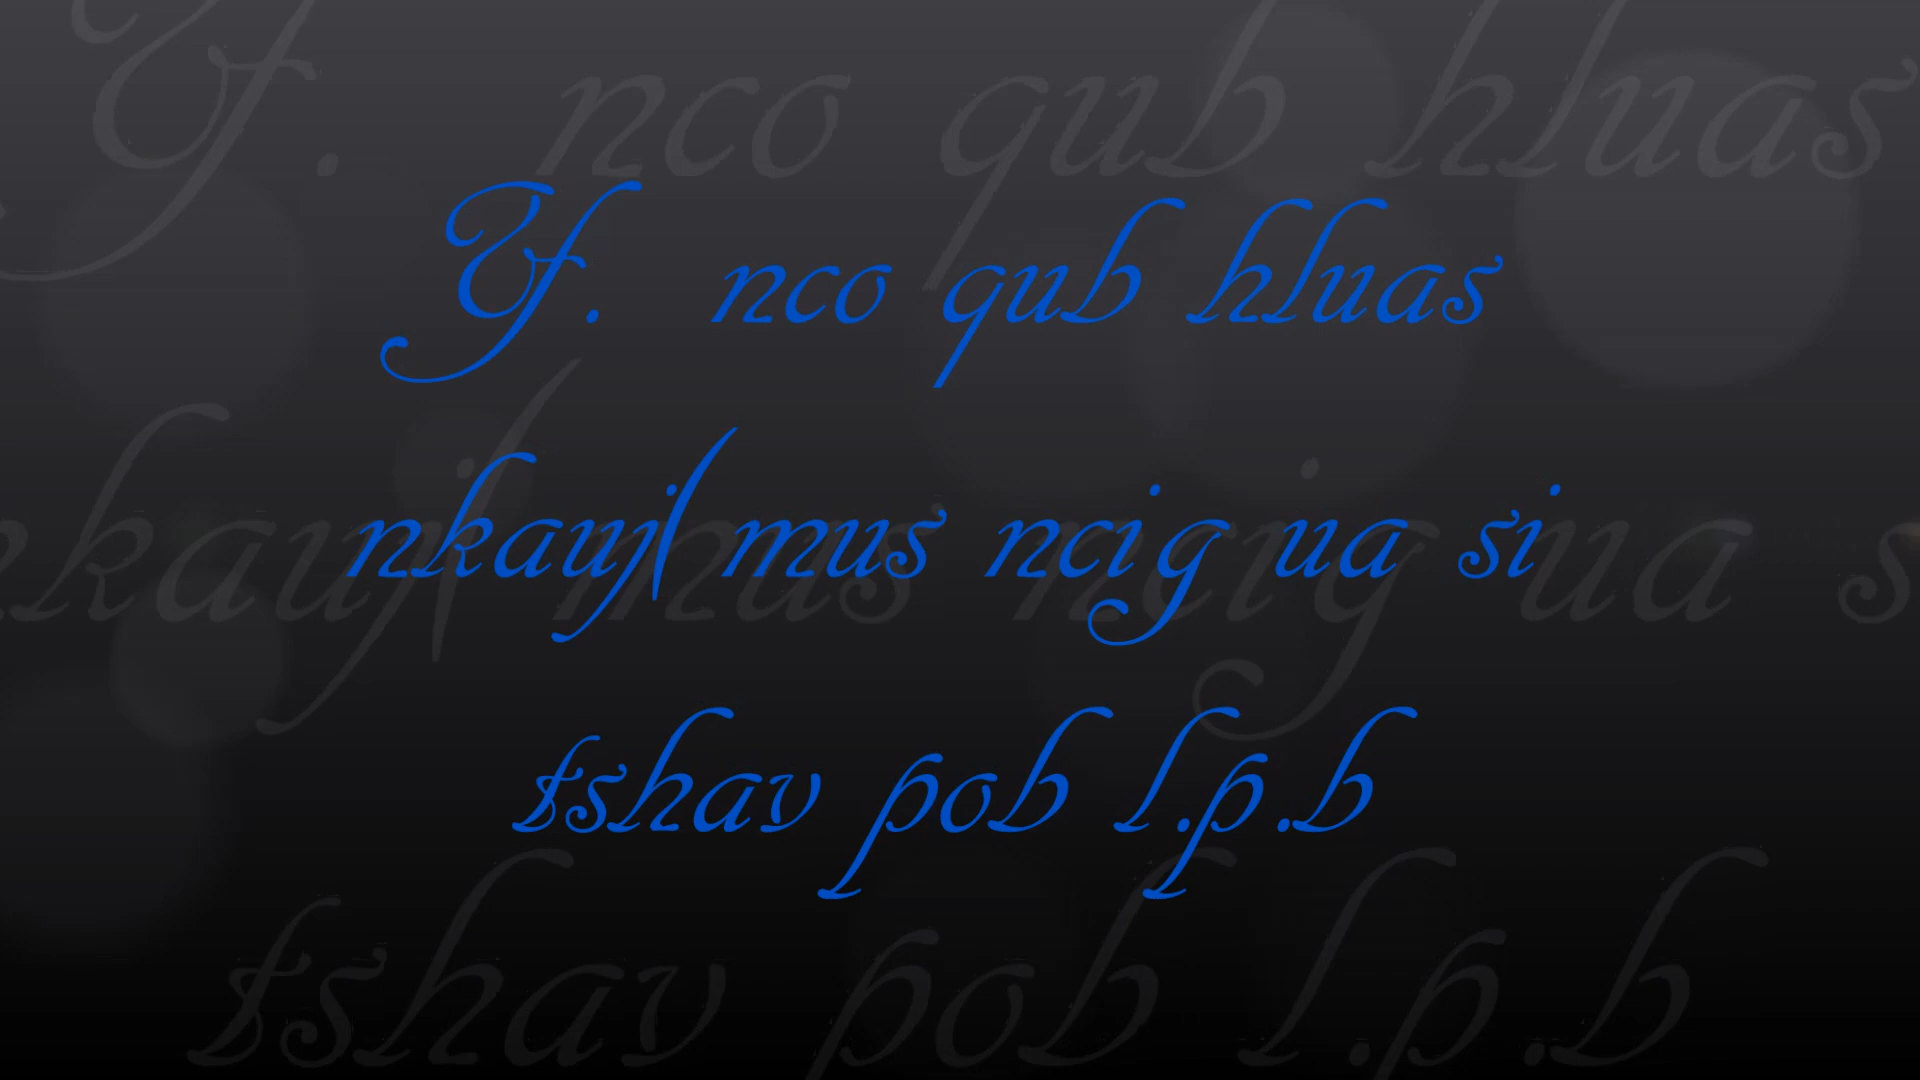 Y. nco qub hluas
nkauj( mus ncig ua si
tshav pob l.p.b